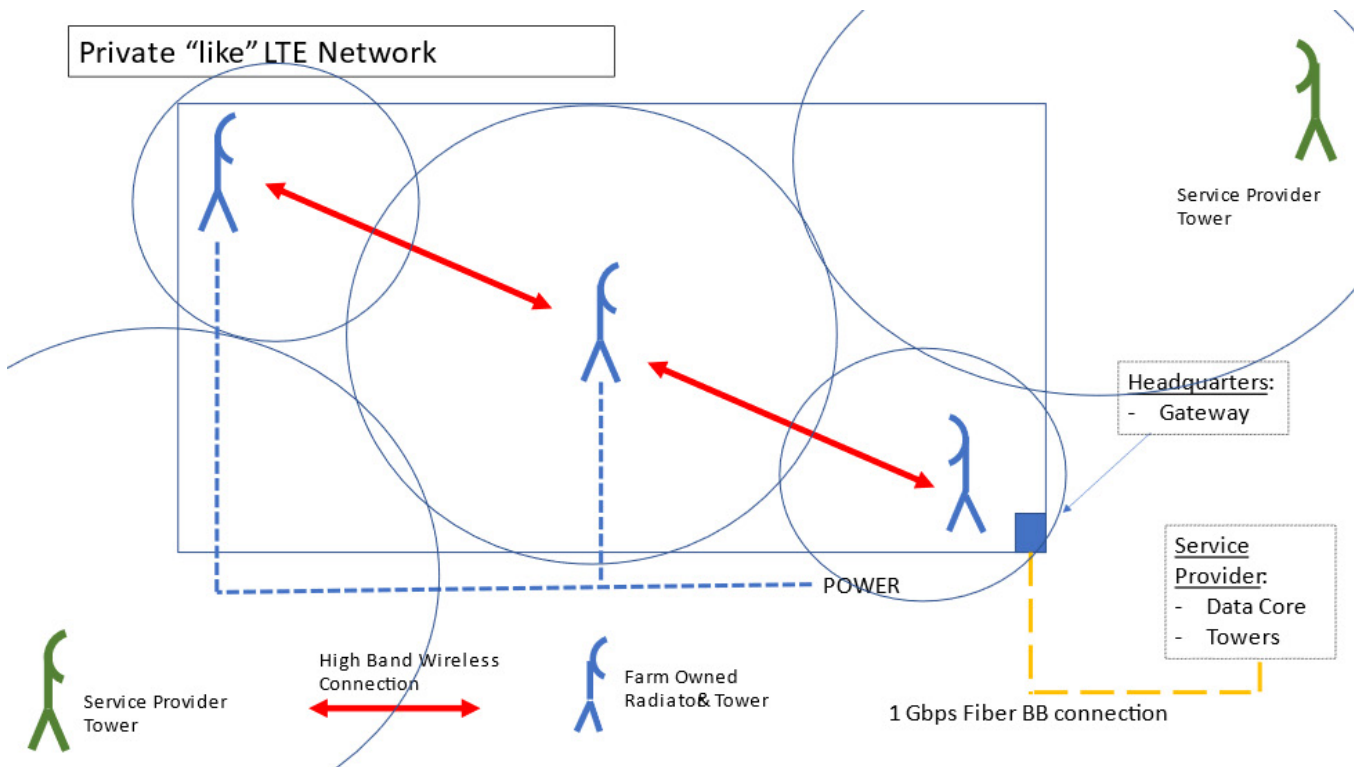 Private “like” LTE Network
Service Provider
Tower
Headquarters:
- Gateway
POWER
Service
Provider:
- Data Core
- Towers
High Band Wireless
Connection
Farm Owned
Radiator& Tower
Service Provider
Tower
1 Gbps Fiber BB connection